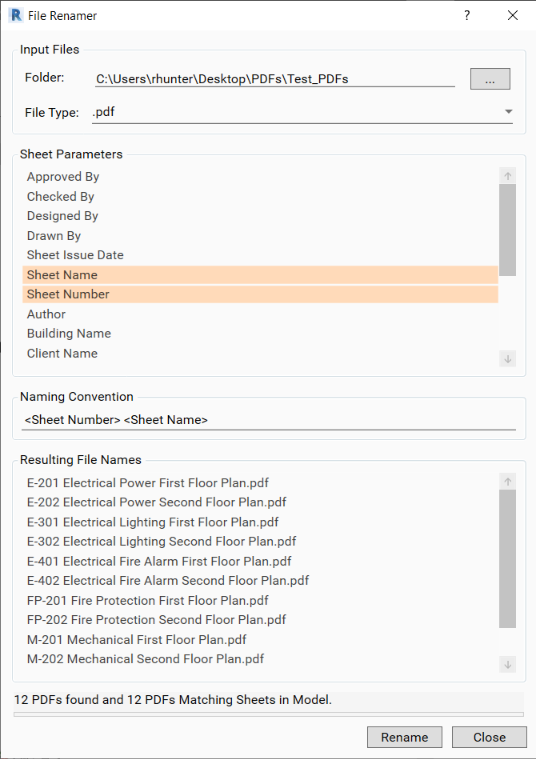 R File Renamer ?
Input Files
Folder: C:\Users\rhunter\Desktop\PDFs\Test_PDFs ...
File Type: .pdf
Sheet Parameters
Approved By
Checked By
Designed By
Drawn By
Sheet Issue Date
Sheet Name
Sheet Number
Author
Building Name
Client Name
Naming Convention
<Sheet Number> <Sheet Name>
Resulting File Names
E-201 Electrical Power First Floor Plan.pdf
E-202 Electrical Power Second Floor Plan.pdf
E-301 Electrical Lighting First Floor Plan.pdf
E-302 Electrical Lighting Second Floor Plan.pdf
E-401 Electrical Fire Alarm First Floor Plan.pdf
E-402 Electrical Fire Alarm Second Floor Plan.pdf
FP-201 Fire Protection First Floor Plan.pdf
FP-202 Fire Protection Second Floor Plan.pdf
M-201 Mechanical First Floor Plan.pdf
M-202 Mechanical Second Floor Plan.pdf
12 PDFs found and 12 PDFs Matching Sheets in Model.
Rename Close